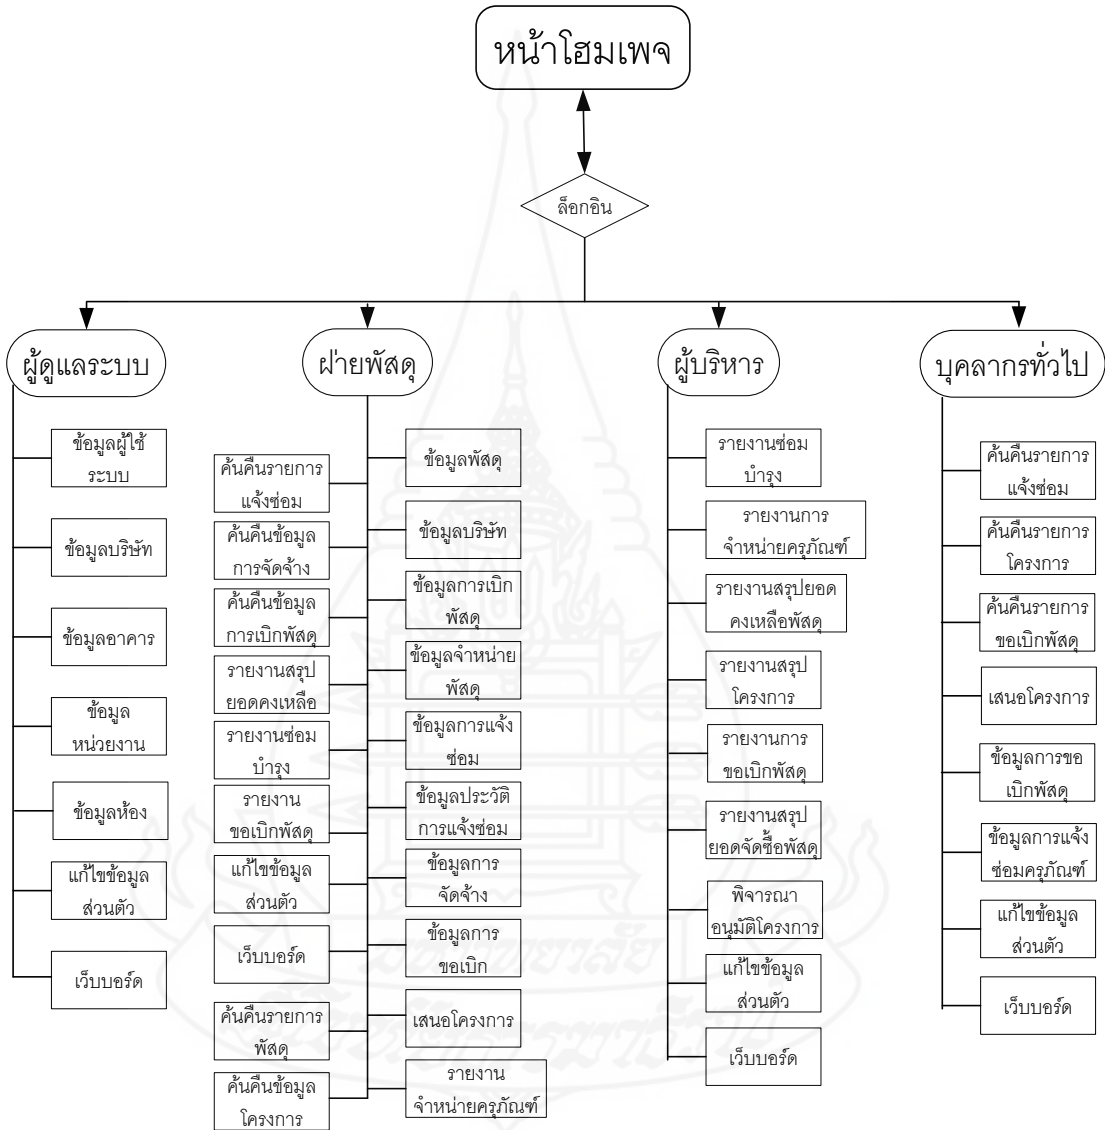 หน้าโฮมเพจ
ล็อกอิน
ผู้ดูแลระบบ
ข้อมูลผู้ใช้
ระบบ
ข้อมูลบริษัท
ข้อมูลอาคาร
ข้อมูล
หน่วยงาน
ข้อมูลห้อง
แก้ไขข้อมูล
ส่วนตัว
เว็บบอร์ด
ฝ่ายพัสดุ
ค้นคืนรายการ
แจ้งซ่อม
ค้นคืนข้อมูล
การจัดจ้าง
ค้นคืนข้อมูล
การเบิกพัสดุ
รายงานสรุป
ยอดคงเหลือ
รายงานซ่อม
บำรุง
รายงาน
ขอเบิกพัสดุ
แก้ไขข้อมูล
ส่วนตัว
เว็บบอร์ด
ค้นคืนรายการ
พัสดุ
ค้นคืนข้อมูล
โครงการ
ข้อมูลพัสดุ
ข้อมูลบริษัท
ข้อมูลการเบิก
พัสดุ
ข้อมูลจำหน่าย
พัสดุ
ข้อมูลการแจ้ง
ซ่อม
ข้อมูลประวัติ
การแจ้งซ่อม
ข้อมูลการ
จัดจ้าง
ข้อมูลการ
ขอเบิก
เสนอโครงการ
รายงาน
จำหน่ายครุภัณฑ์
ผู้บริหาร
รายงานซ่อม
บำรุง
รายงานการ
จำหน่ายครุภัณฑ์
รายงานสรุปยอด
คงเหลือพัสดุ
รายงานสรุป
โครงการ
รายงานการ
ขอเบิกพัสดุ
รายงานสรุป
ยอดจัดซื้อพัสดุ
พิจารณา
อนุมัติโครงการ
แก้ไขข้อมูล
ส่วนตัว
เว็บบอร์ด
บุคลากรทั่วไป
ค้นคืนรายการ
แจ้งซ่อม
ค้นคืนรายการ
โครงการ
ค้นคืนรายการ
ขอเบิกพัสดุ
เสนอโครงการ
ข้อมูลการขอ
เบิกพัสดุ
ข้อมูลการแจ้ง
ซ่อมครุภัณฑ์
แก้ไขข้อมูล
ส่วนตัว
เว็บบอร์ด